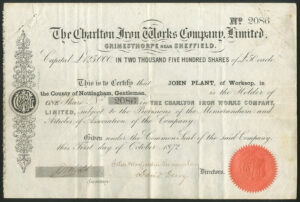 No. 2086
The Charlton Iron Works Company, Limited.
GRIMESTHORPE NEAR SHEFFIELD.
Capital £125,000 IN TWO THOUSAND FIVE HUNDRED SHARES of £50 each
This is to Certify that JOHN PLANT, of Worksop, in
the County of Nottingham, Gentleman, is the Holder of
ONE Share 2086 in THE CHARLTON IRON WORKS COMPANY,
LIMITED, subject to the Provisions of the Memorandum and
Articles of Association of the Company.
Given under the Common Seal of the said Company
this First day of October 1872
Directors.